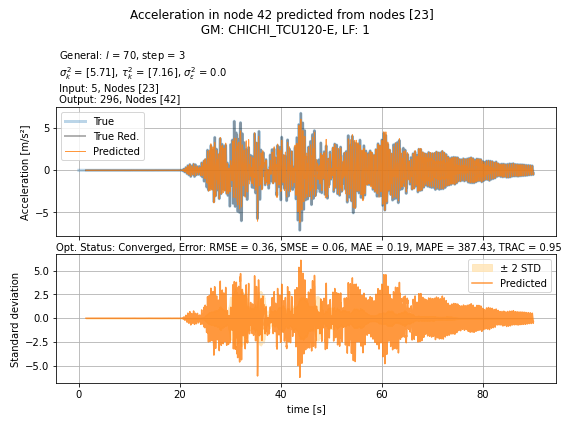 Acceleration in node 42 predicted from nodes [23]
GM: CHICHI_TCU120-E, LF: 1
General: l = 70, step = 3
σ²ₖ = [5.71], τ²ₖ = [7.16], σ²ε = 0.0
Input: 5, Nodes [23]
Output: 296, Nodes [42]
True
True Red.
Predicted
Acceleration [m/s²]
5
0
−5
Opt. Status: Converged, Error: RMSE = 0.36, SMSE = 0.06, MAE = 0.19, MAPE = 387.43, TRAC = 0.95
± 2 STD
Predicted
Standard deviation
5.0
2.5
0.0
−2.5
−5.0
0 20 40 60 80
time [s]